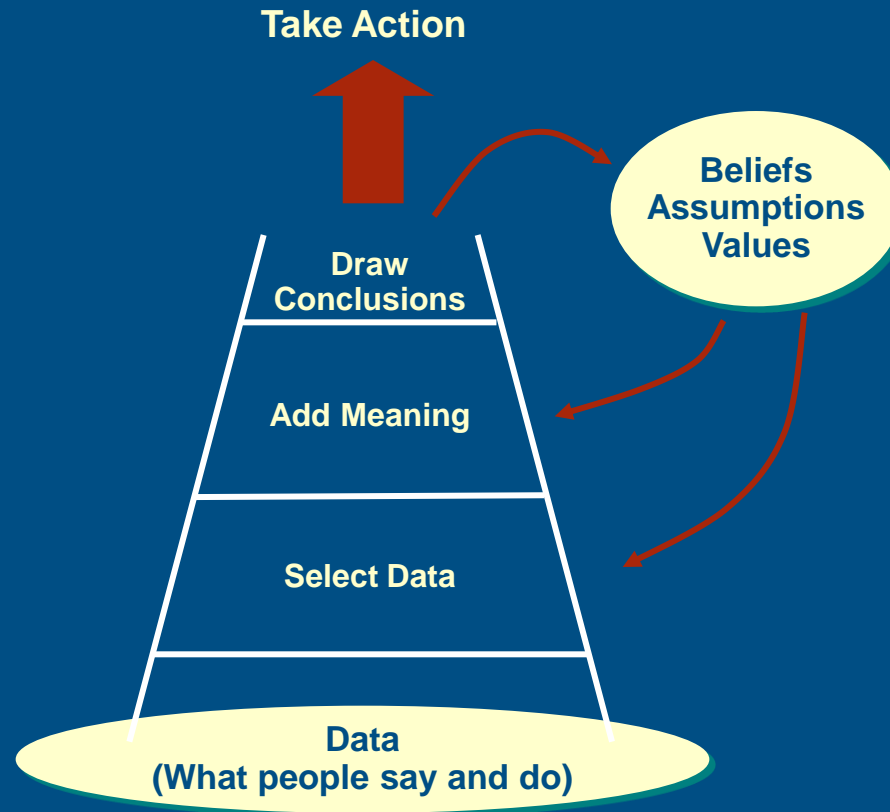 Take Action
Beliefs
Assumptions
Values
Draw
Conclusions
Add Meaning
Select Data
Data
(What people say and do)